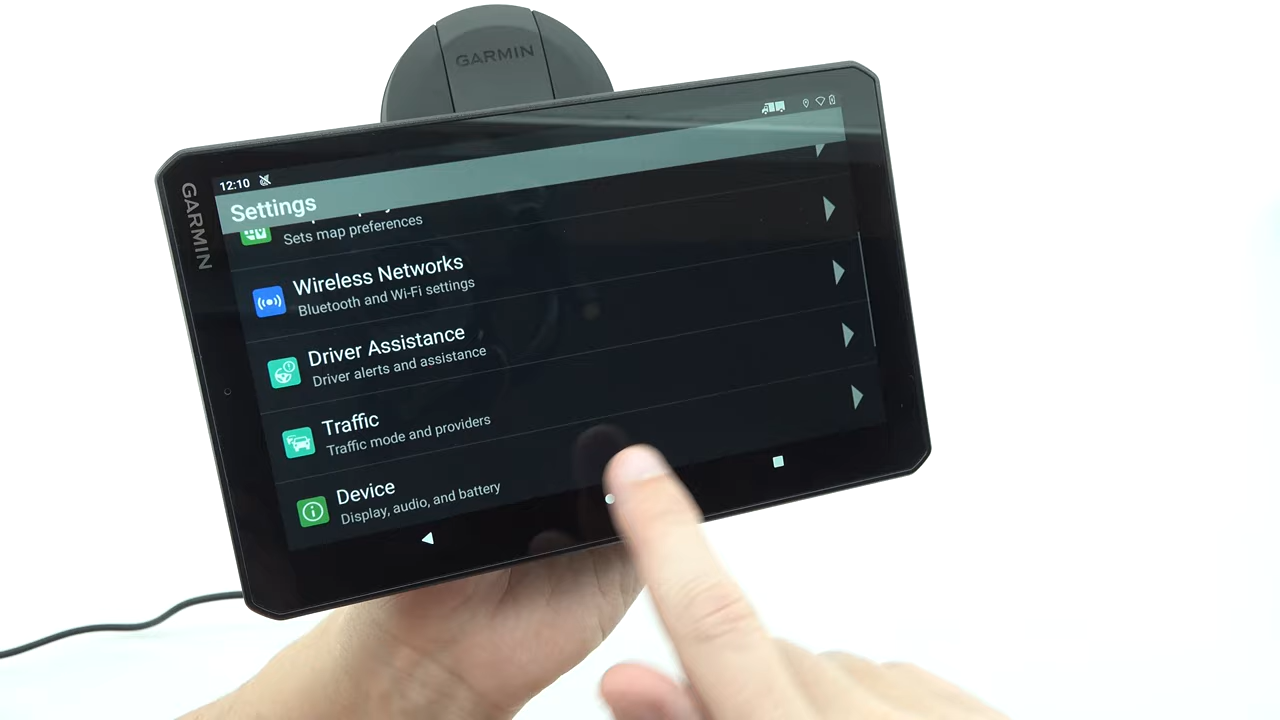 GARMIN
GARMIN
12:10
Settings
Sets map preferences
Wireless Networks
Bluetooth and Wi-Fi settings
Driver Assistance
Driver alerts and assistance
Traffic
Traffic mode and providers
Device
Display, audio, and battery